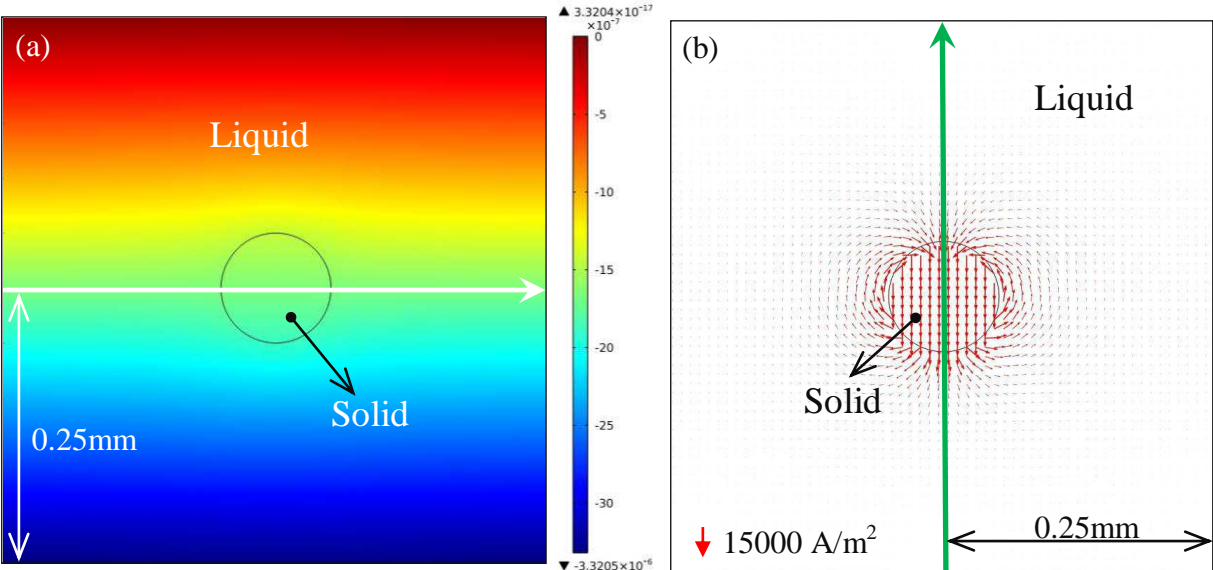 (a)
Liquid
Solid
0.25mm
▲ 3.3204×10⁻¹⁷
×10⁻⁷
0
-5
-10
-15
-20
-25
-30
▼ -3.3205×10⁻⁶
(b)
Liquid
Solid
15000 A/m²
0.25mm